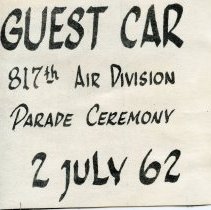 GUEST CAR
817th AIR DIVISION
PARADE CEREMONY
2 JULY 62